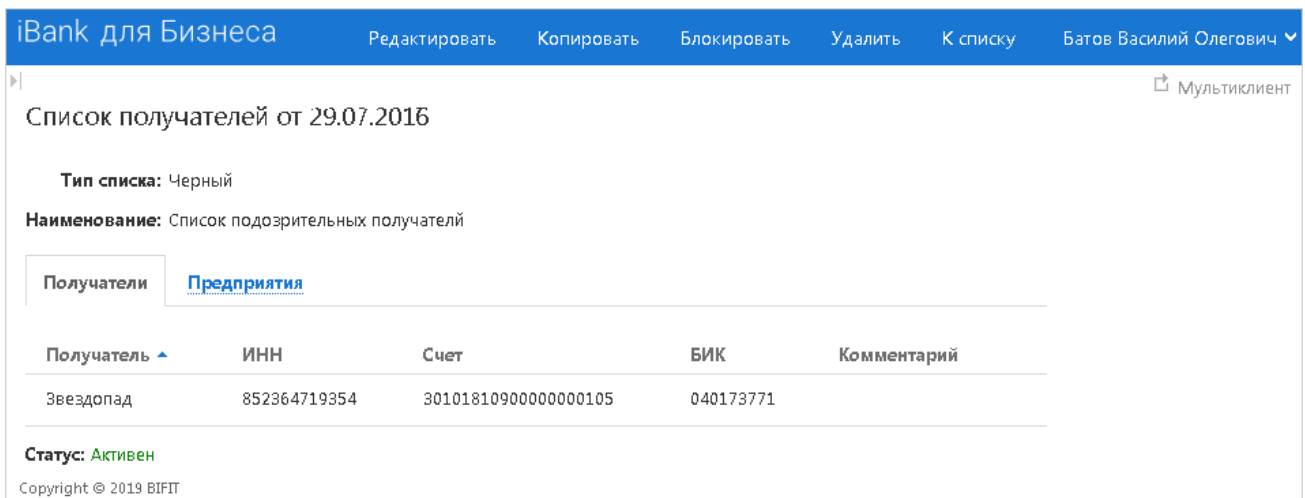 iBank для Бизнеса Редактировать Копировать Блокировать Удалить К списку Батов Василий Олегович
Мультиклиент
Список получателей от 29.07.2016
Тип списка: Черный
Наименование: Список подозрительных получателй
Получатели Предприятия
Получатель ИНН Счет БИК Комментарий
Звездопад 852364719354 30101810900000000105 040173771
Статус: Активен
Copyright © 2019 BIFIT